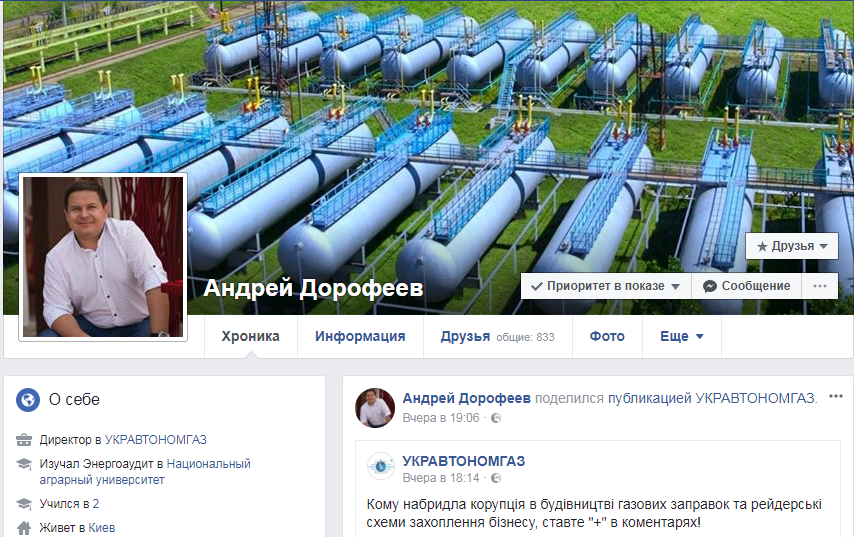 Друзья
Андрей Дорофеев
Приоритет в показе
Сообщение
Хроника
Информация
Друзья общие: 833
Фото
Еще
О себе
Директор в УКРАВТОНОМГАЗ
Изучал Энергоаудит в Национальный
аграрный университет
Учился в 2
Живет в Киев
Андрей Дорофеев поделился публикацией УКРАВТОНОМГАЗ.
Вчера в 19:06 ·
УКРАВТОНОМГАЗ
Вчера в 18:14 ·
Кому набридла корупція в будівництві газових заправок та рейдерські
схеми захоплення бізнесу, ставте "+" в коментарях!